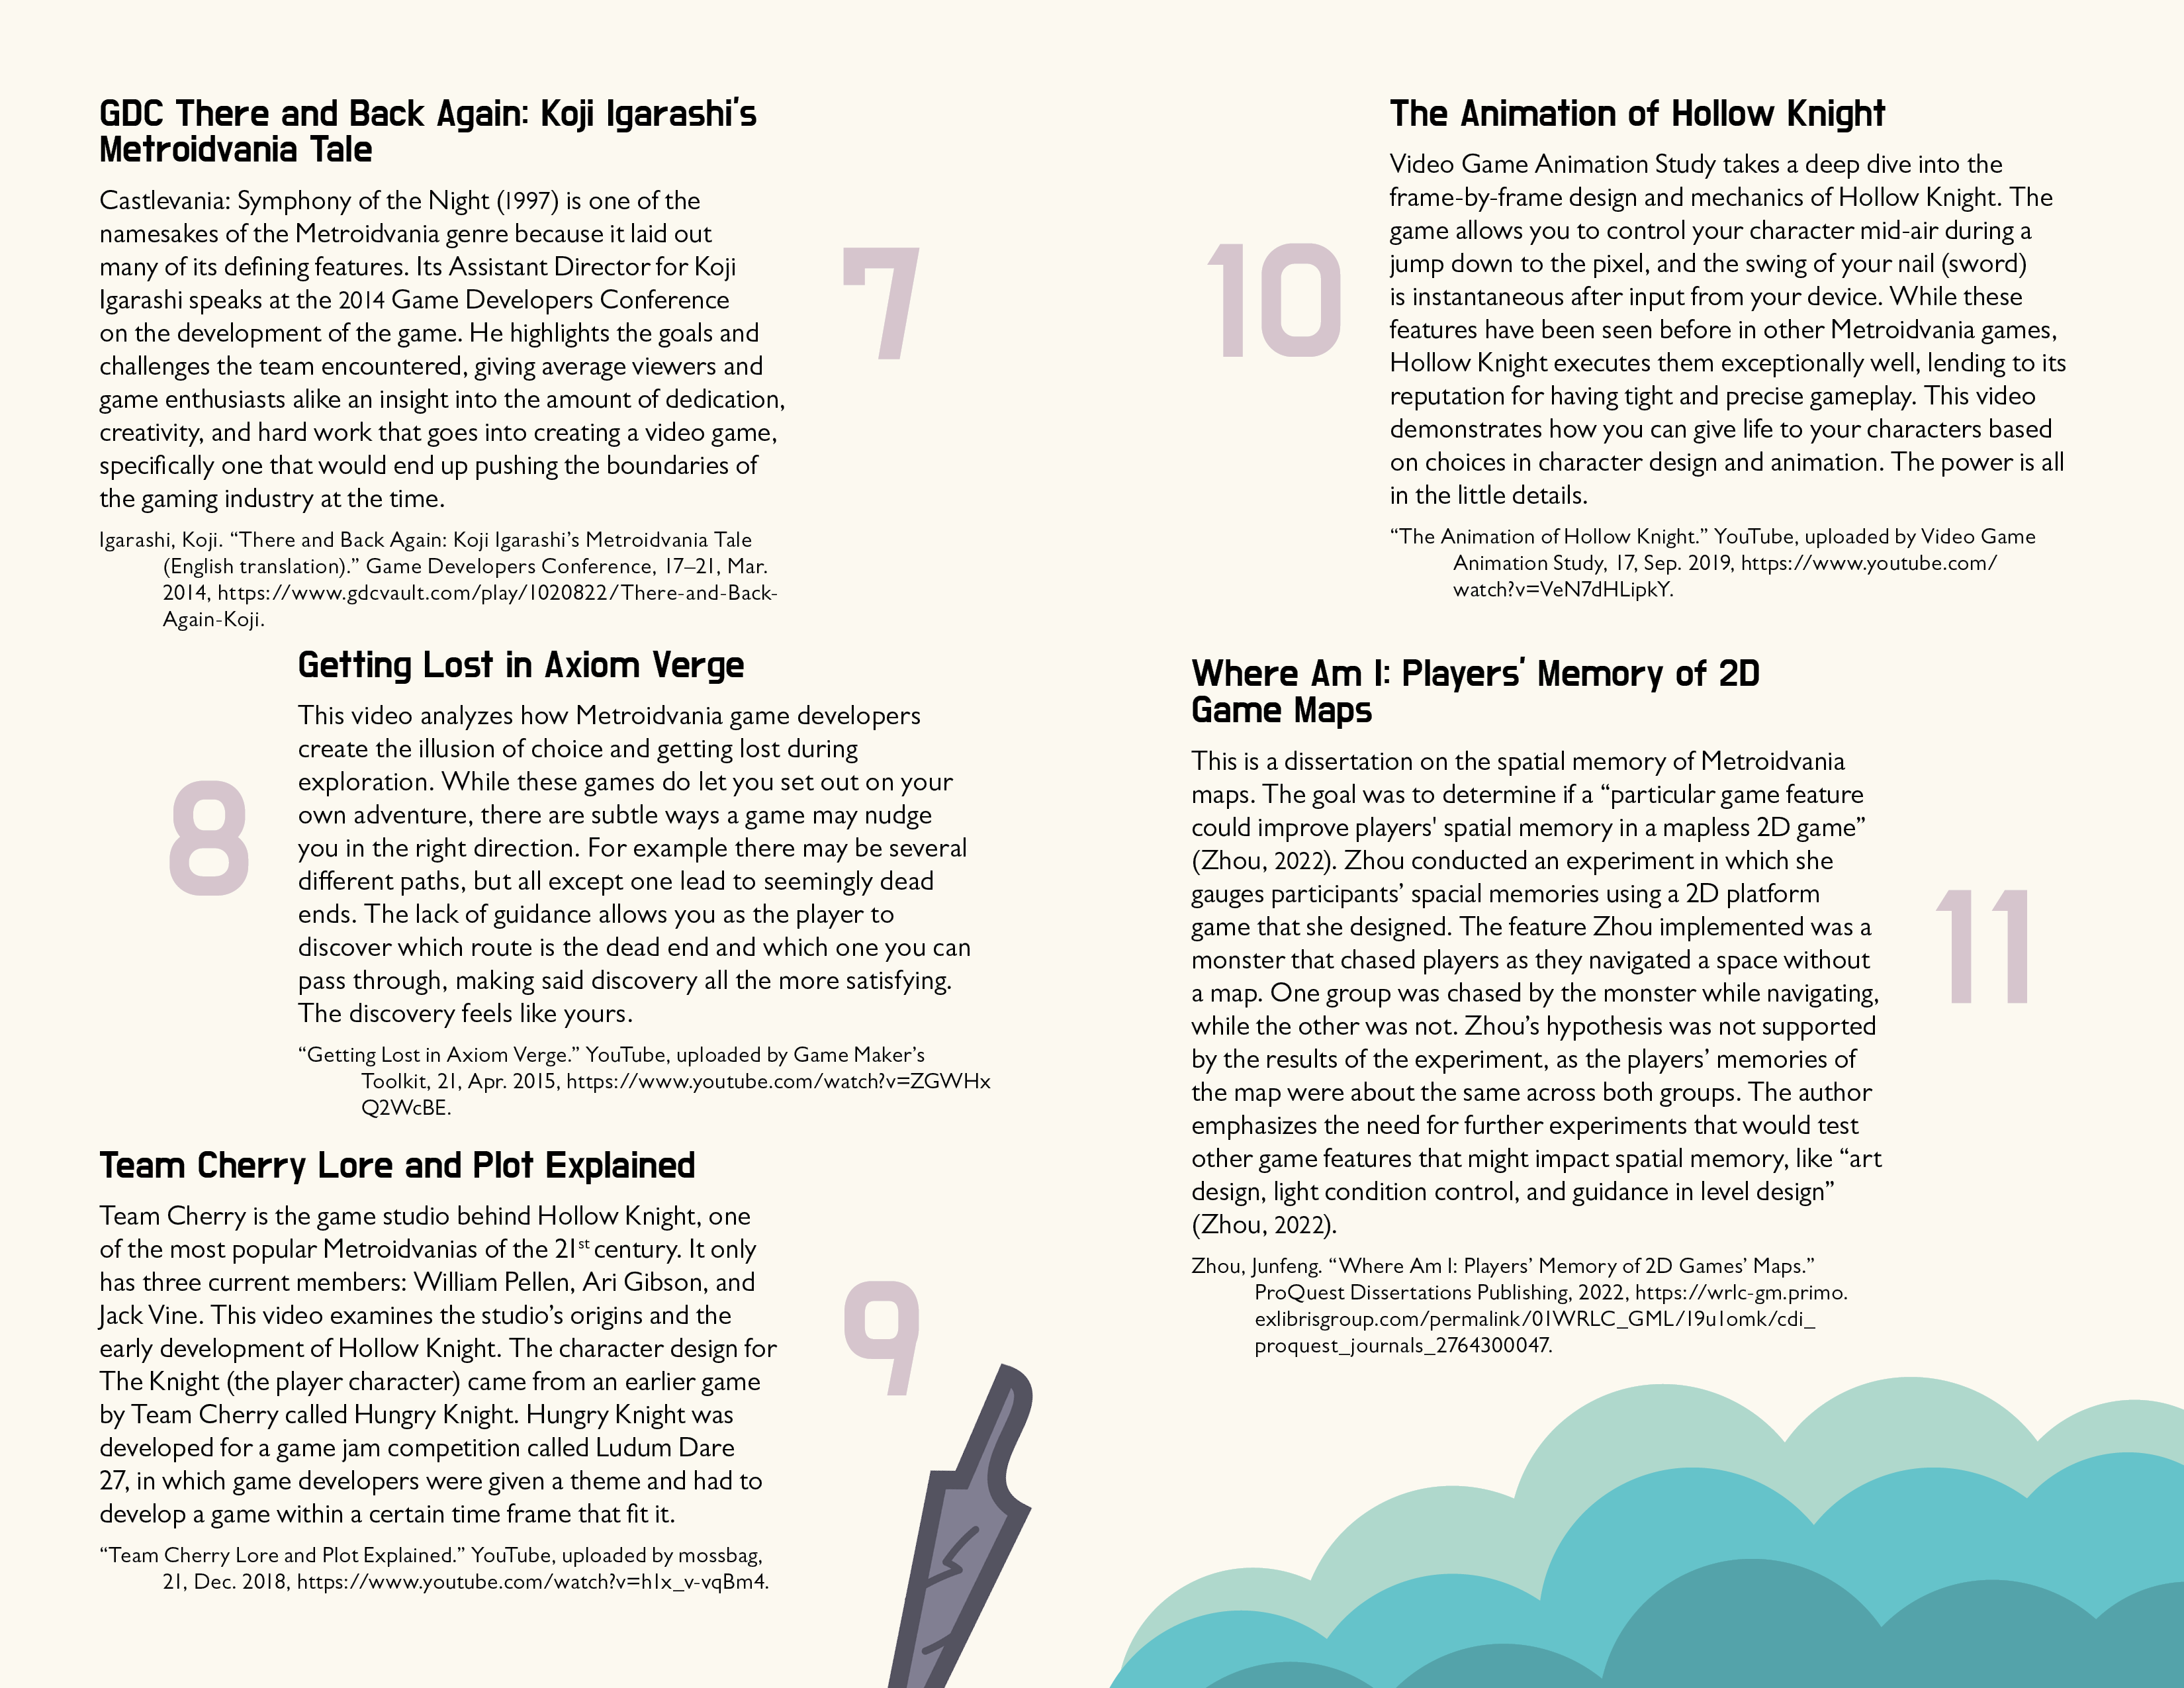 GDC There and Back Again: Koji Igarashi's
Metroidvania Tale
Castlevania: Symphony of the Night (1997) is one of the
namesakes of the Metroidvania genre because it laid out
many of its defining features. Its Assistant Director for Koji
Igarashi speaks at the 2014 Game Developers Conference
on the development of the game. He highlights the goals and
challenges the team encountered, giving average viewers and
game enthusiasts alike an insight into the amount of dedication,
creativity, and hard work that goes into creating a video game,
specifically one that would end up pushing the boundaries of
the gaming industry at the time.
Igarashi, Koji. “There and Back Again: Koji Igarashi’s Metroidvania Tale
(English translation).” Game Developers Conference, 17–21, Mar.
2014, https://www.gdcvault.com/play/1020822/There-and-Back-
Again-Koji.
7
Getting Lost in Axiom Verge
This video analyzes how Metroidvania game developers
create the illusion of choice and getting lost during
exploration. While these games do let you set out on your
own adventure, there are subtle ways a game may nudge
you in the right direction. For example there may be several
different paths, but all except one lead to seemingly dead
ends. The lack of guidance allows you as the player to
discover which route is the dead end and which one you can
pass through, making said discovery all the more satisfying.
The discovery feels like yours.
“Getting Lost in Axiom Verge.” YouTube, uploaded by Game Maker’s
Toolkit, 21, Apr. 2015, https://www.youtube.com/watch?v=ZGWHx
Q2WcBE.
8
Team Cherry Lore and Plot Explained
Team Cherry is the game studio behind Hollow Knight, one
of the most popular Metroidvanias of the 21st century. It only
has three current members: William Pellen, Ari Gibson, and
Jack Vine. This video examines the studio’s origins and the
early development of Hollow Knight. The character design for
The Knight (the player character) came from an earlier game
by Team Cherry called Hungry Knight. Hungry Knight was
developed for a game jam competition called Ludum Dare
27, in which game developers were given a theme and had to
develop a game within a certain time frame that fit it.
“Team Cherry Lore and Plot Explained.” YouTube, uploaded by mossbag,
21, Dec. 2018, https://www.youtube.com/watch?v=h1x_v-vqBm4.
9
The Animation of Hollow Knight
Video Game Animation Study takes a deep dive into the
frame-by-frame design and mechanics of Hollow Knight. The
game allows you to control your character mid-air during a
jump down to the pixel, and the swing of your nail (sword)
is instantaneous after input from your device. While these
features have been seen before in other Metroidvania games,
Hollow Knight executes them exceptionally well, lending to its
reputation for having tight and precise gameplay. This video
demonstrates how you can give life to your characters based
on choices in character design and animation. The power is all
in the little details.
“The Animation of Hollow Knight.” YouTube, uploaded by Video Game
Animation Study, 17, Sep. 2019, https://www.youtube.com/
watch?v=VeN7dHLipkY.
10
Where Am I: Players' Memory of 2D
Game Maps
This is a dissertation on the spatial memory of Metroidvania
maps. The goal was to determine if a “particular game feature
could improve players' spatial memory in a mapless 2D game”
(Zhou, 2022). Zhou conducted an experiment in which she
gauges participants’ spacial memories using a 2D platform
game that she designed. The feature Zhou implemented was a
monster that chased players as they navigated a space without
a map. One group was chased by the monster while navigating,
while the other was not. Zhou’s hypothesis was not supported
by the results of the experiment, as the players’ memories of
the map were about the same across both groups. The author
emphasizes the need for further experiments that would test
other game features that might impact spatial memory, like “art
design, light condition control, and guidance in level design”
(Zhou, 2022).
Zhou, Junfeng. “Where Am I: Players’ Memory of 2D Games’ Maps.”
ProQuest Dissertations Publishing, 2022, https://wrlc-gm.primo.
exlibrisgroup.com/permalink/01WRLC_GML/19u1omk/cdi_
proquest_journals_2764300047.
11